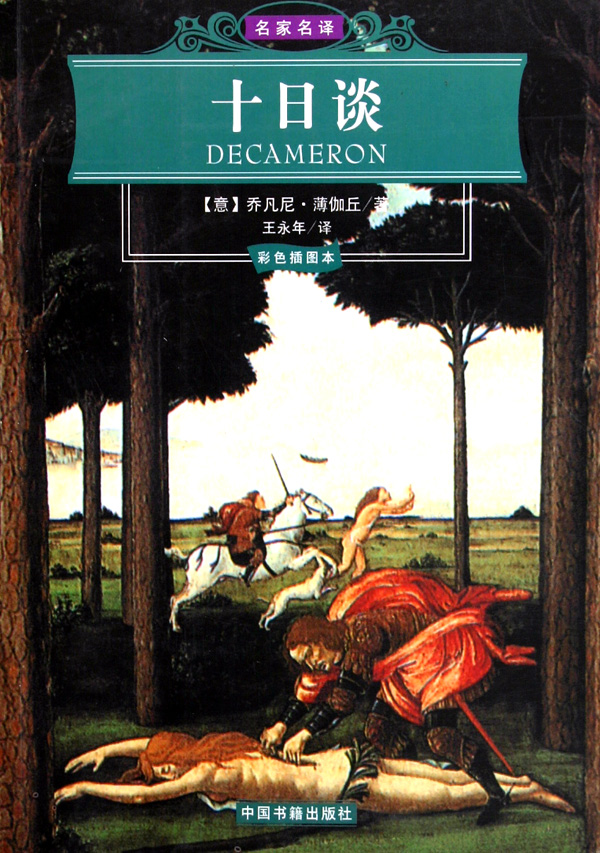 名家名译
十日谈
DECAMERON
【意】乔凡尼·薄伽丘/著
王永年/译
彩色插图本
中国书籍出版社